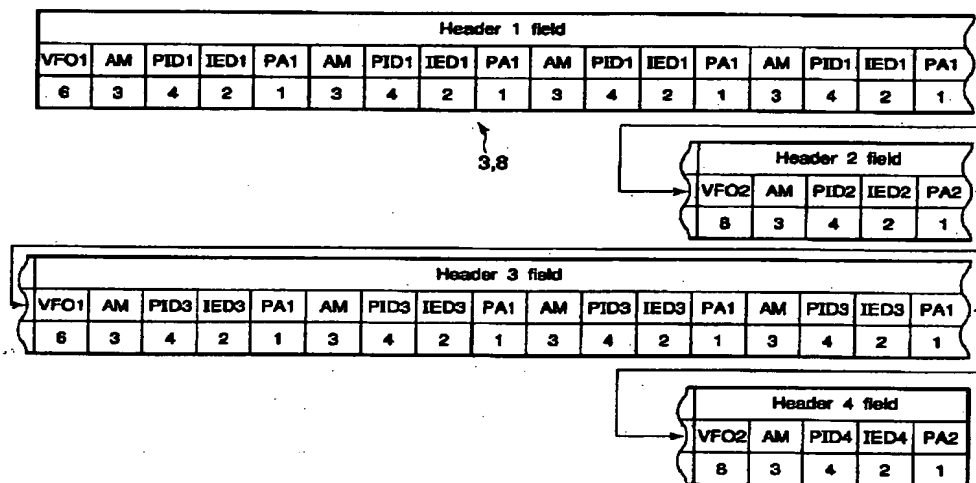 Header 1 field
VFO1 AM PID1 IED1 PA1 AM PID1 IED1 PA1 AM PID1 IED1 PA1 AM PID1 IED1 PA1
6 3 4 2 1 3 4 2 1 3 4 2 1 3 4 2 1
3,8
Header 2 field
VFO2 AM PID2 IED2 PA2
8 3 4 2 1
Header 3 field
VFO1 AM PID3 IED3 PA1 AM PID3 IED3 PA1 AM PID3 IED3 PA1 AM PID3 IED3 PA1
6 3 4 2 1 3 4 2 1 3 4 2 1 3 4 2 1
Header 4 field
VFO2 AM PID4 IED4 PA2
8 3 4 2 1